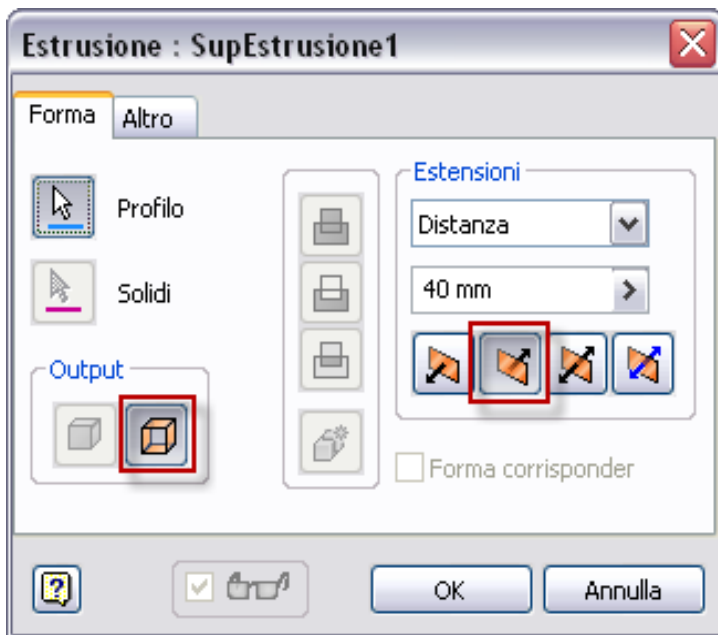 Estrusione : SupEstrusione1
Forma
Altro
Profilo
Solidi
Output
Estensioni
Distanza
40 mm
Forma corrisponder
OK
Annulla